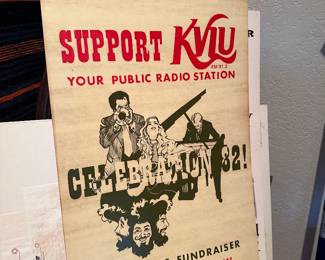 SUPPORT KVLU
FM 91.3
YOUR PUBLIC RADIO STATION
CELEBRATION '82!
FUNDRAISER